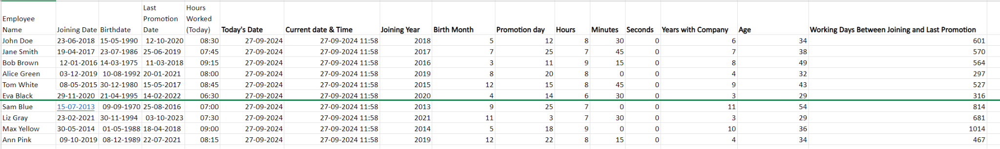 Employee Name Joining Date Birthdate Last Promotion Date Hours Worked (Today) Today's Date Current date & Time Joining Year Birth Month Promotion day Hours Minutes Seconds Years with Company Age Working Days Between Joining and Last Promotion
John Doe 23-06-2018 15-05-1990 12-10-2020 08:30 27-09-2024 27-09-2024 11:58 2018 5 12 8 30 0 6 34 601
Jane Smith 19-04-2017 23-07-1986 25-06-2019 07:45 27-09-2024 27-09-2024 11:58 2017 7 25 7 45 0 7 38 570
Bob Brown 12-01-2016 14-03-1975 11-03-2018 09:15 27-09-2024 27-09-2024 11:58 2016 3 11 9 15 0 8 49 564
Alice Green 03-12-2019 10-08-1992 20-01-2021 08:00 27-09-2024 27-09-2024 11:58 2019 8 20 8 0 0 4 32 297
Tom White 08-05-2015 30-12-1980 15-05-2017 08:45 27-09-2024 27-09-2024 11:58 2015 12 15 8 45 0 9 43 527
Eva Black 29-11-2020 21-04-1995 14-02-2022 06:30 27-09-2024 27-09-2024 11:58 2020 4 14 6 30 0 3 29 316
Sam Blue 15-07-2013 09-09-1970 25-08-2016 07:00 27-09-2024 27-09-2024 11:58 2013 9 25 7 0 0 11 54 814
Liz Gray 23-02-2021 30-11-1994 03-10-2023 07:30 27-09-2024 27-09-2024 11:58 2021 11 3 7 30 0 3 29 681
Max Yellow 30-05-2014 01-05-1988 18-04-2018 09:00 27-09-2024 27-09-2024 11:58 2014 5 18 9 0 0 10 36 1014
Ann Pink 09-10-2019 08-12-1989 22-07-2021 08:15 27-09-2024 27-09-2024 11:58 2019 12 22 8 15 0 4 34 467